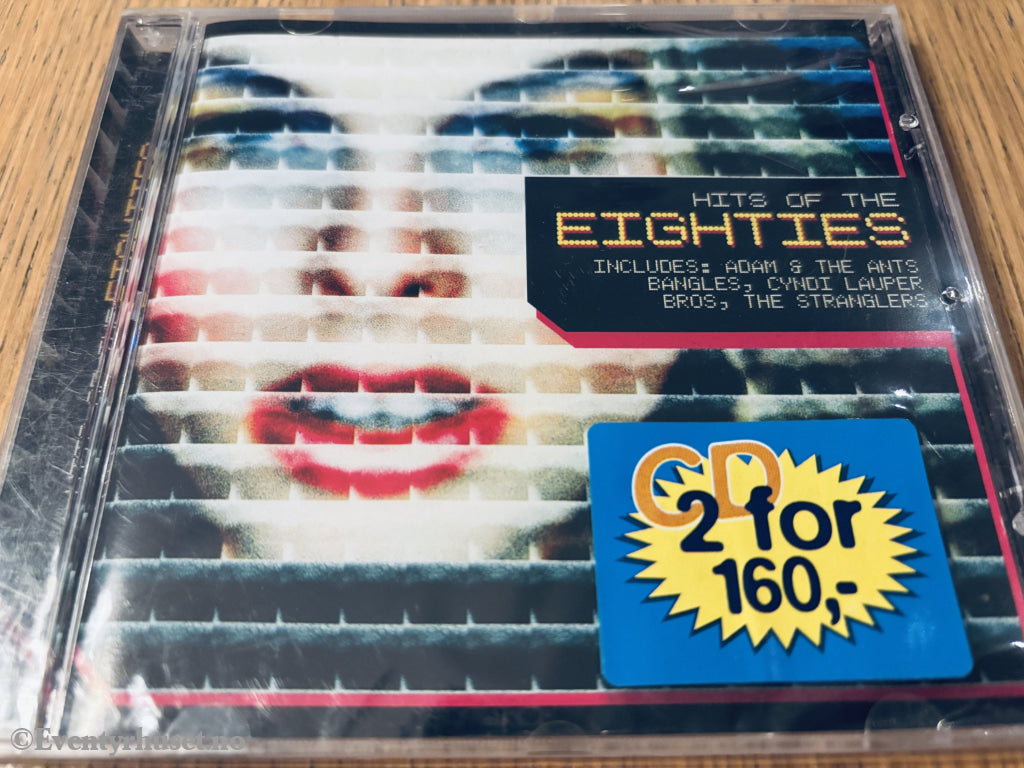 HITS OF THE
EIGHTIES
INCLUDES: ADAM & THE ANTS
BANGLES, CYNDI LAUPER
BROS, THE STRANGLERS
CD
2 for
160,-
EIGHTIES
©Eventyrhuset.no